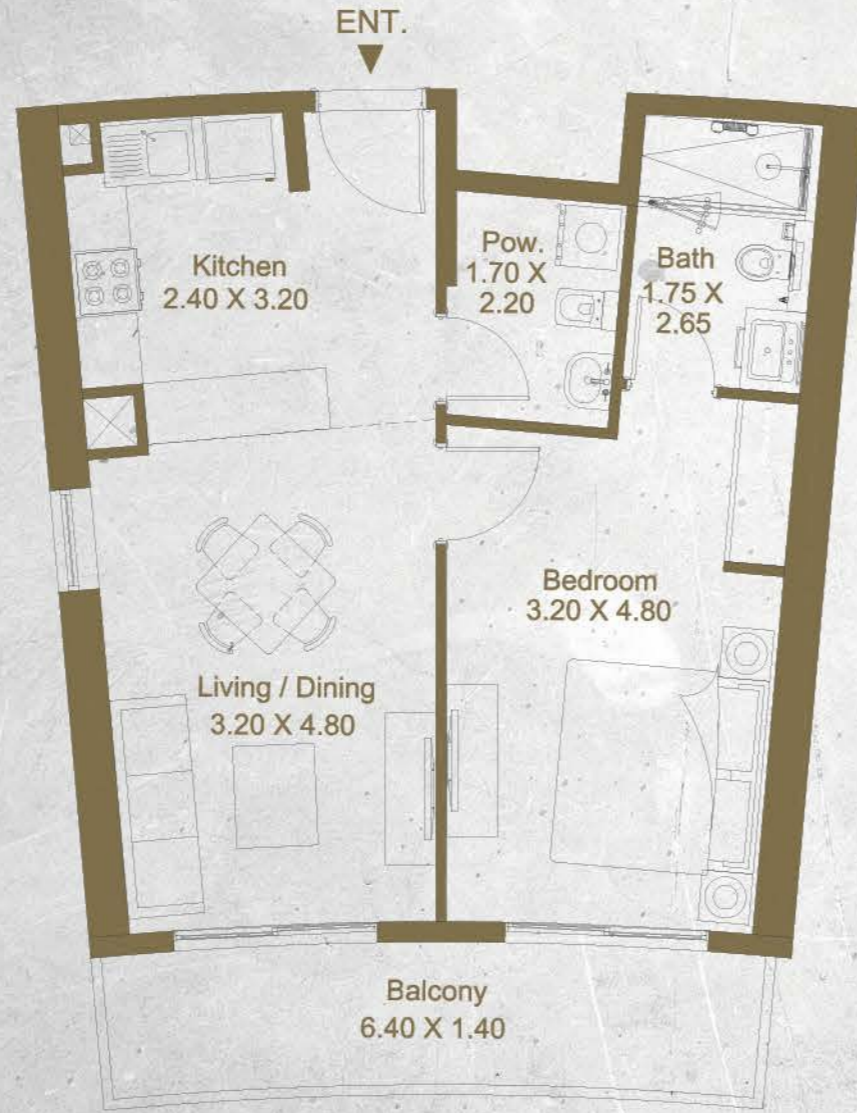 ENT.
Kitchen
2.40 X 3.20
Pow.
1.70 X
2.20
Bath
1.75 X
2.65
Bedroom
3.20 X 4.80
Living / Dining
3.20 X 4.80
Balcony
6.40 X 1.40